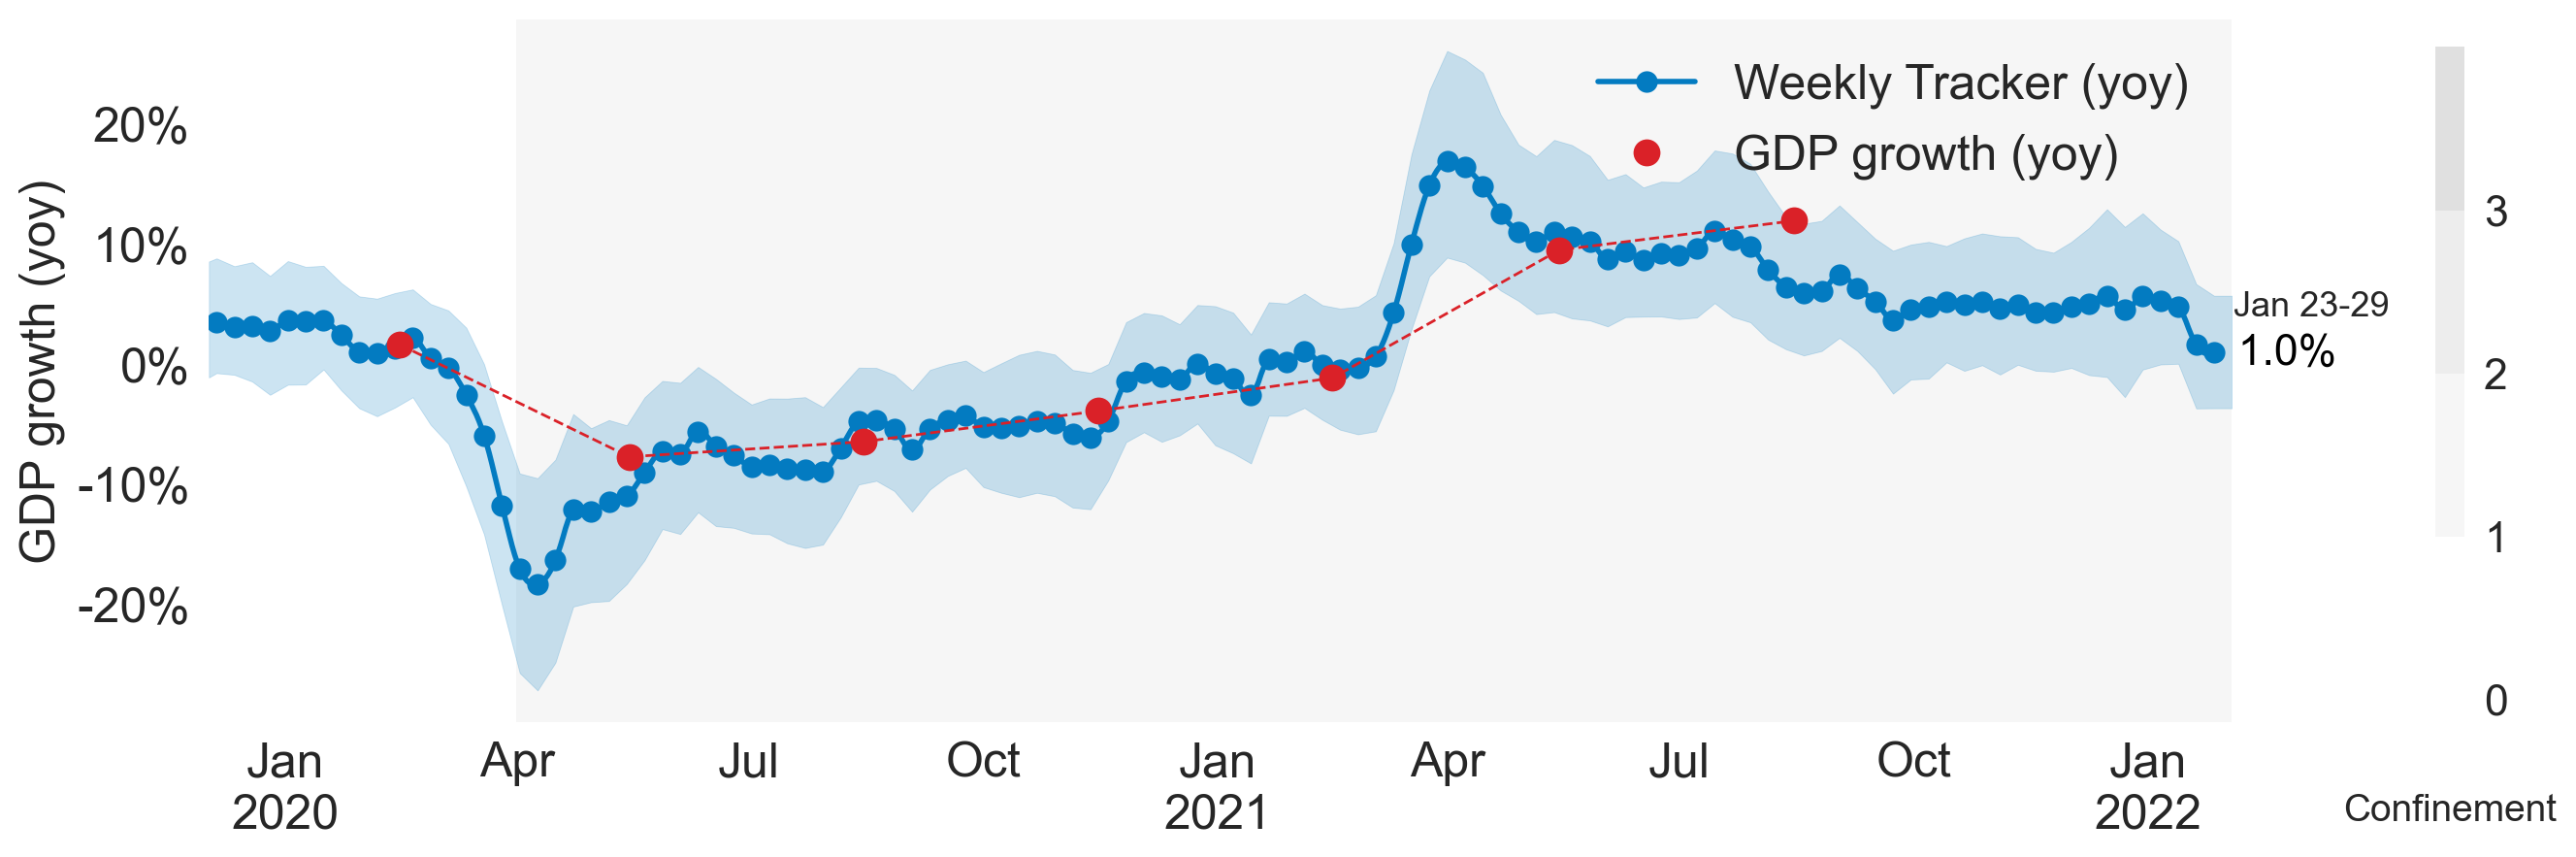 Weekly Tracker (yoy)
GDP growth (yoy)
GDP growth (yoy)
20%
10%
0%
-10%
-20%
Jan 23-29
1.0%
3
2
1
0
Jan Apr Jul Oct Jan Apr Jul Oct Jan
2020 2021 2022
Confinement